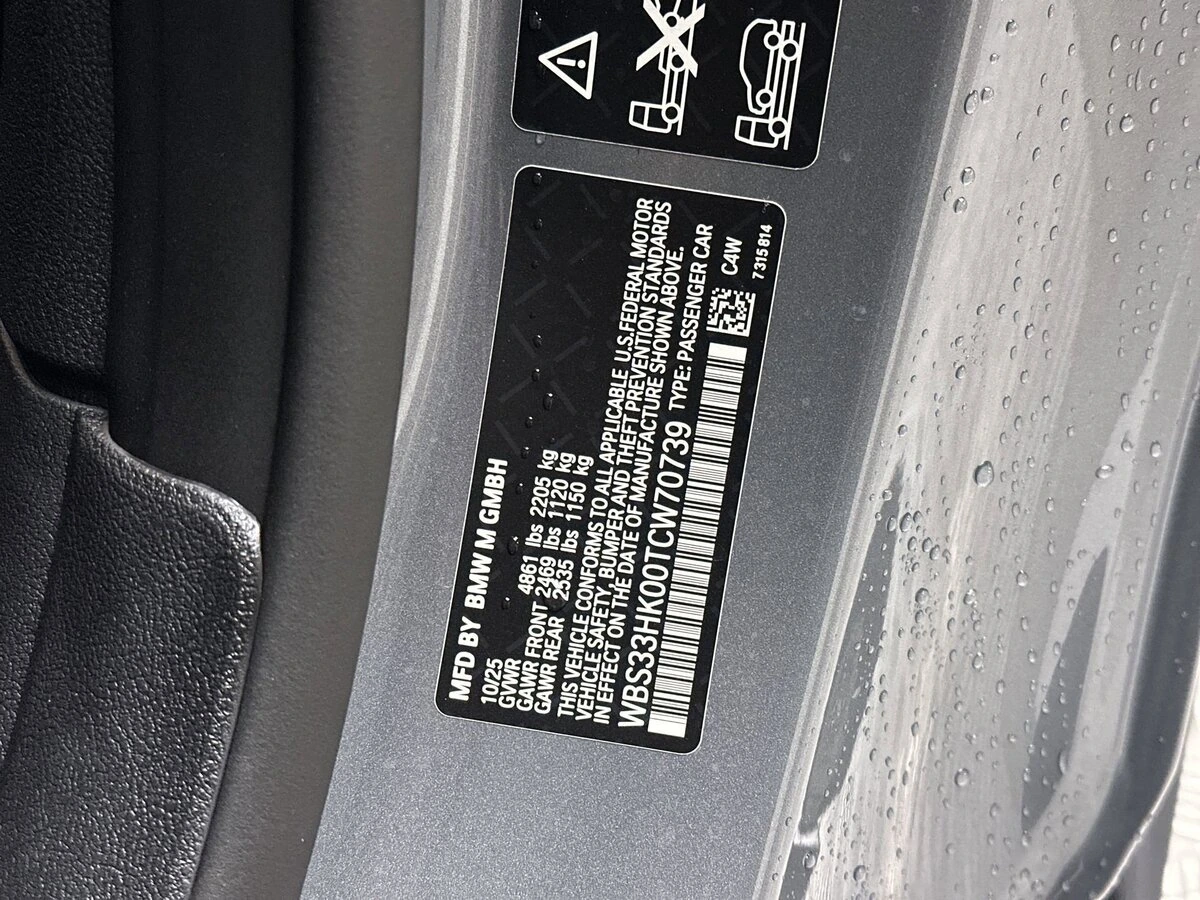 MFD BY BMW M GMBH
10/25
GVWR 4861 lbs 2205 kg
GAWR FRONT 2469 lbs 1120 kg
GAWR REAR 2535 lbs 1150 kg
THIS VEHICLE CONFORMS TO ALL APPLICABLE U.S.FEDERAL MOTOR
VEHICLE SAFETY, BUMPER,AND THEFT PREVENTION STANDARDS
IN EFFECT ON THE DATE OF MANUFACTURE SHOWN ABOVE.
WBS33HK00TCW70739 TYPE: PASSENGER CAR
C4W
7315814